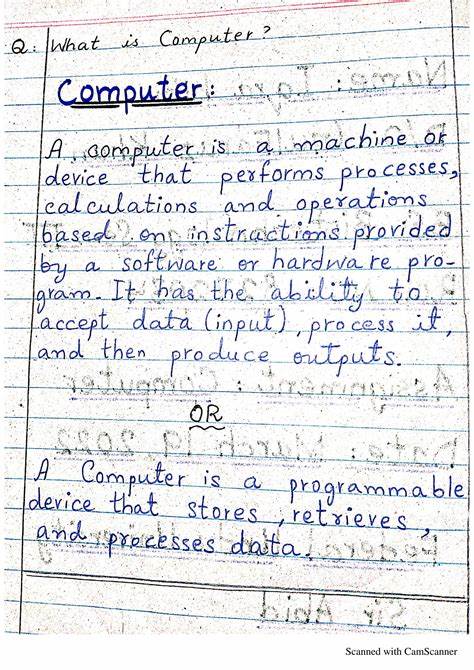 Q: What is Computer?
Computer:
A computer is a machine or
device that performs processes,
calculations and operations
based on instructions provided
by a software or hardware pro-
gram. It has the ability to
accept data (input), process it,
and then produce outputs.
OR
A Computer is a programmable
device that stores, retrieves,
and processes data.
Scanned with CamScanner